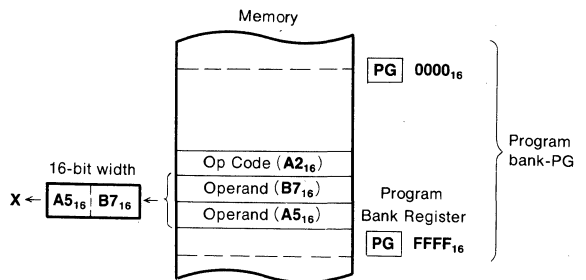 Memory
PG 0000₁₆
Op Code (A2₁₆)
16-bit width
Operand (B7₁₆)
X ← A5₁₆ B7₁₆ ←
Operand (A5₁₆)
Program
Bank Register
PG FFFF₁₆
Program
bank-PG